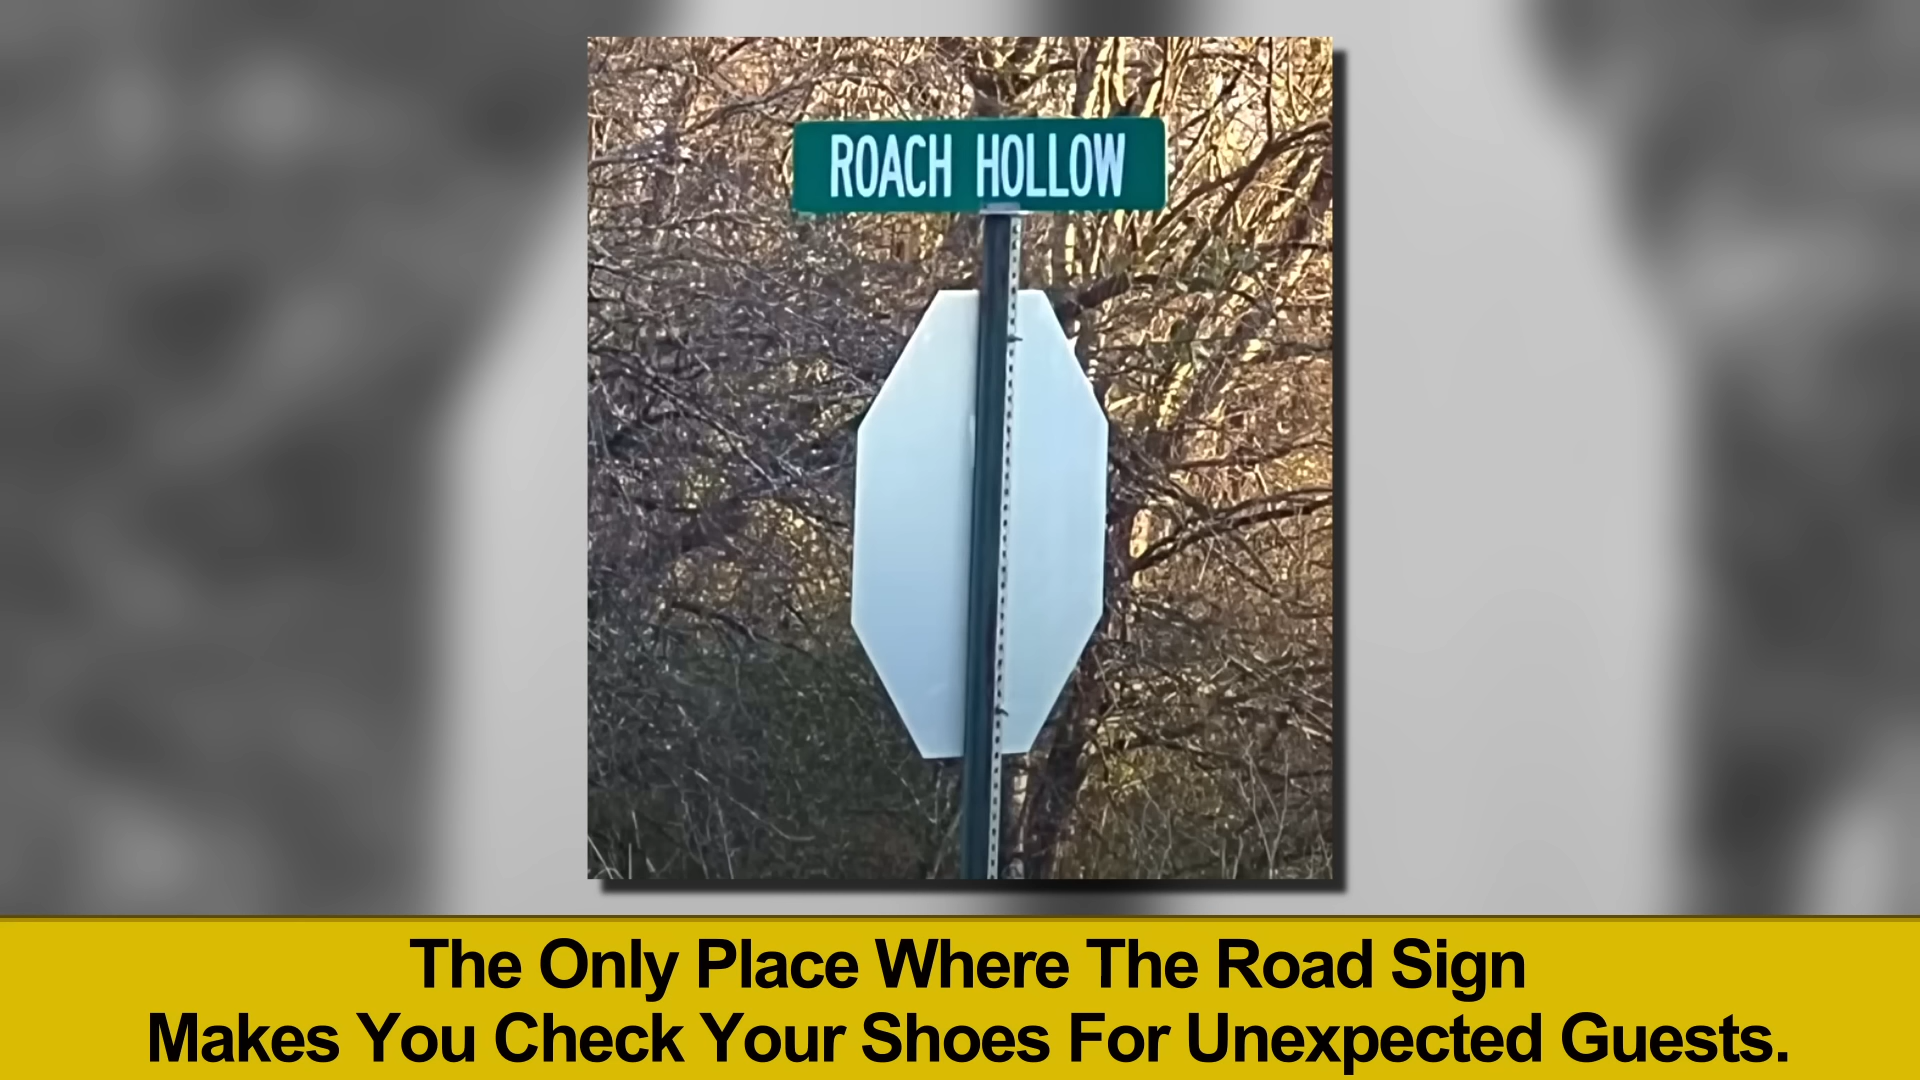 ROACH HOLLOW
The Only Place Where The Road Sign
Makes You Check Your Shoes For Unexpected Guests.